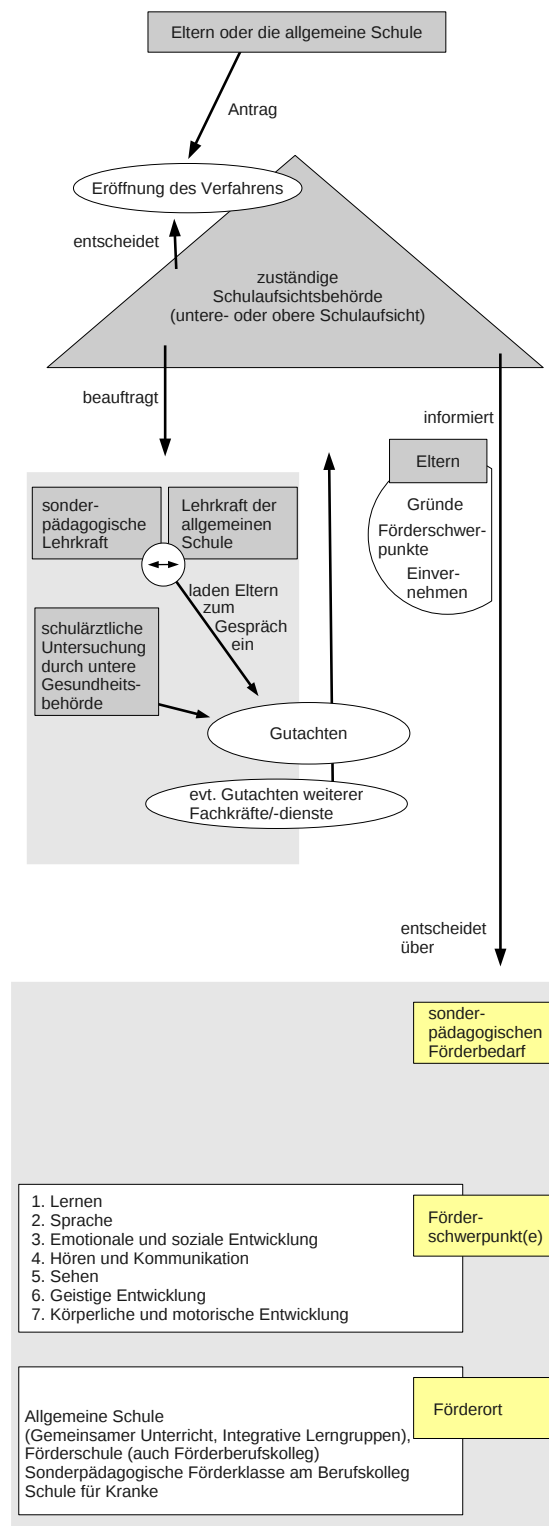 Eltern oder die allgemeine Schule
Antrag
Eröffnung des Verfahrens
entscheidet
zuständige
Schulaufsichtsbehörde
(untere- oder obere Schulaufsicht)
beauftragt
informiert
Eltern
Gründe
Förderschwer-
punkte
Einver-
nehmen
sonder-
pädagogische
Lehrkraft
Lehrkraft der
allgemeinen
Schule
laden Eltern
zum
Gespräch
ein
schulärztliche
Untersuchung
durch untere
Gesundheits-
behörde
Gutachten
evt. Gutachten weiterer
Fachkräfte/-dienste
entscheidet
über
sonder-
pädagogischen
Förderbedarf
1. Lernen
2. Sprache
3. Emotionale und soziale Entwicklung
4. Hören und Kommunikation
5. Sehen
6. Geistige Entwicklung
7. Körperliche und motorische Entwicklung
Förder-
schwerpunkt(e)
Förderort
Allgemeine Schule
(Gemeinsamer Unterricht, Integrative Lerngruppen),
Förderschule (auch Förderberufskolleg)
Sonderpädagogische Förderklasse am Berufskolleg
Schule für Kranke